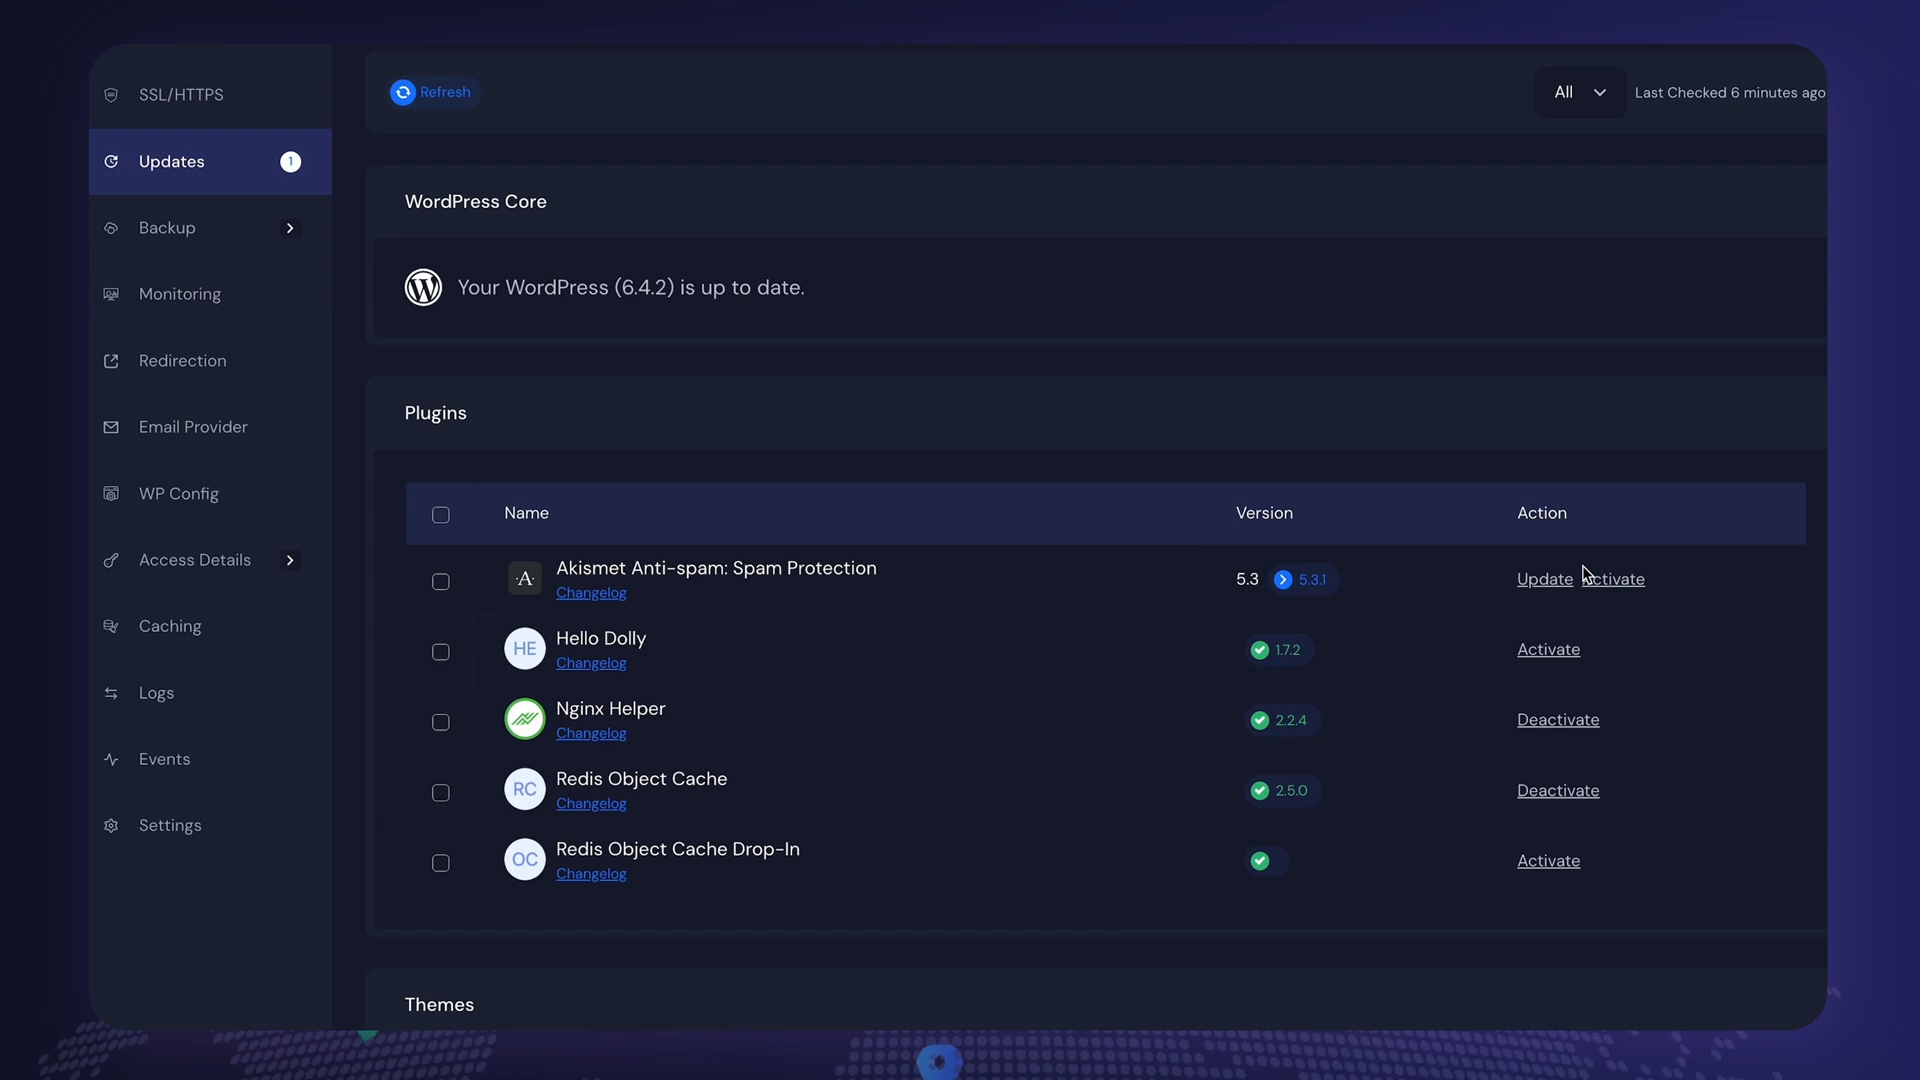 SSL/HTTPS
Updates 1
Backup
Monitoring
Redirection
Email Provider
WP Config
Access Details
Caching
Logs
Events
Settings
Refresh
All
Last Checked 6 minutes ago
WordPress Core
Your WordPress (6.4.2) is up to date.
Plugins
Name Version Action
·A· Akismet Anti-spam: Spam Protection
Changelog
5.3 5.3.1
Update
HE Hello Dolly
Changelog
1.7.2
Activate
Nginx Helper
Changelog
2.2.4
Deactivate
RC Redis Object Cache
Changelog
2.5.0
Deactivate
OC Redis Object Cache Drop-In
Changelog
Activate
Themes